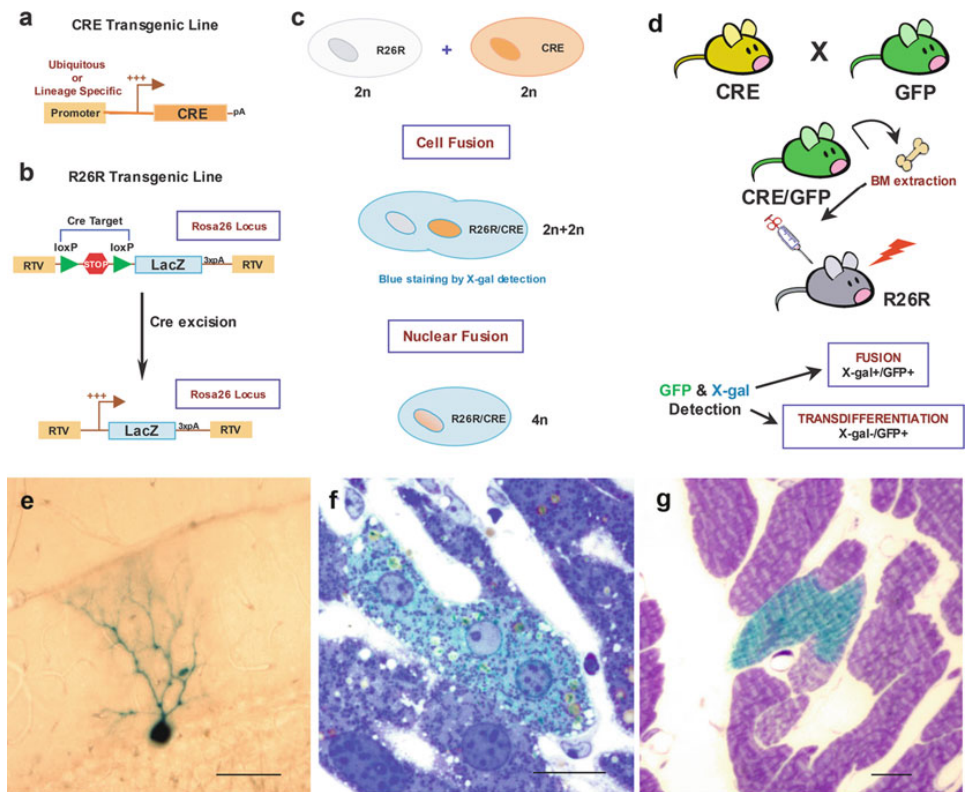 a
CRE Transgenic Line
Ubiquitous
or
Lineage Specific
+++
Promoter
CRE
pA
b
R26R Transgenic Line
Cre Target
Rosa26 Locus
loxP
loxP
RTV
STOP
LacZ
3xpA
RTV
Cre excision
+++
Rosa26 Locus
RTV
LacZ
3xpA
RTV
c
R26R
+
CRE
2n
2n
Cell Fusion
R26R/CRE
2n+2n
Blue staining by X-gal detection
Nuclear Fusion
R26R/CRE
4n
d
X
CRE
GFP
CRE/GFP
BM extraction
R26R
FUSION
X-gal+/GFP+
GFP & X-gal
Detection
TRANSDIFFERENTIATION
X-gal-/GFP+
e
f
g